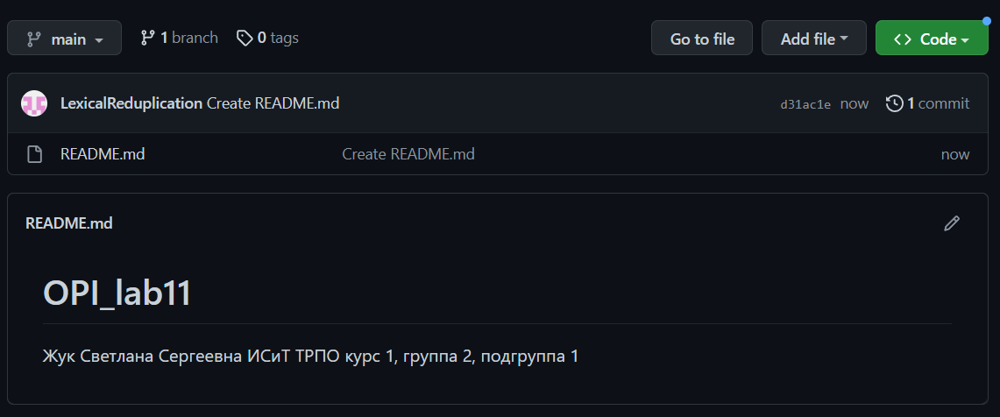 main 1 branch 0 tags Go to file Add file <> Code
LexicalReduplication Create README.md d31ac1e now 1 commit
README.md Create README.md now
README.md
OPI_lab11
Жук Светлана Сергеевна ИСиТ ТРПО курс 1, группа 2, подгруппа 1